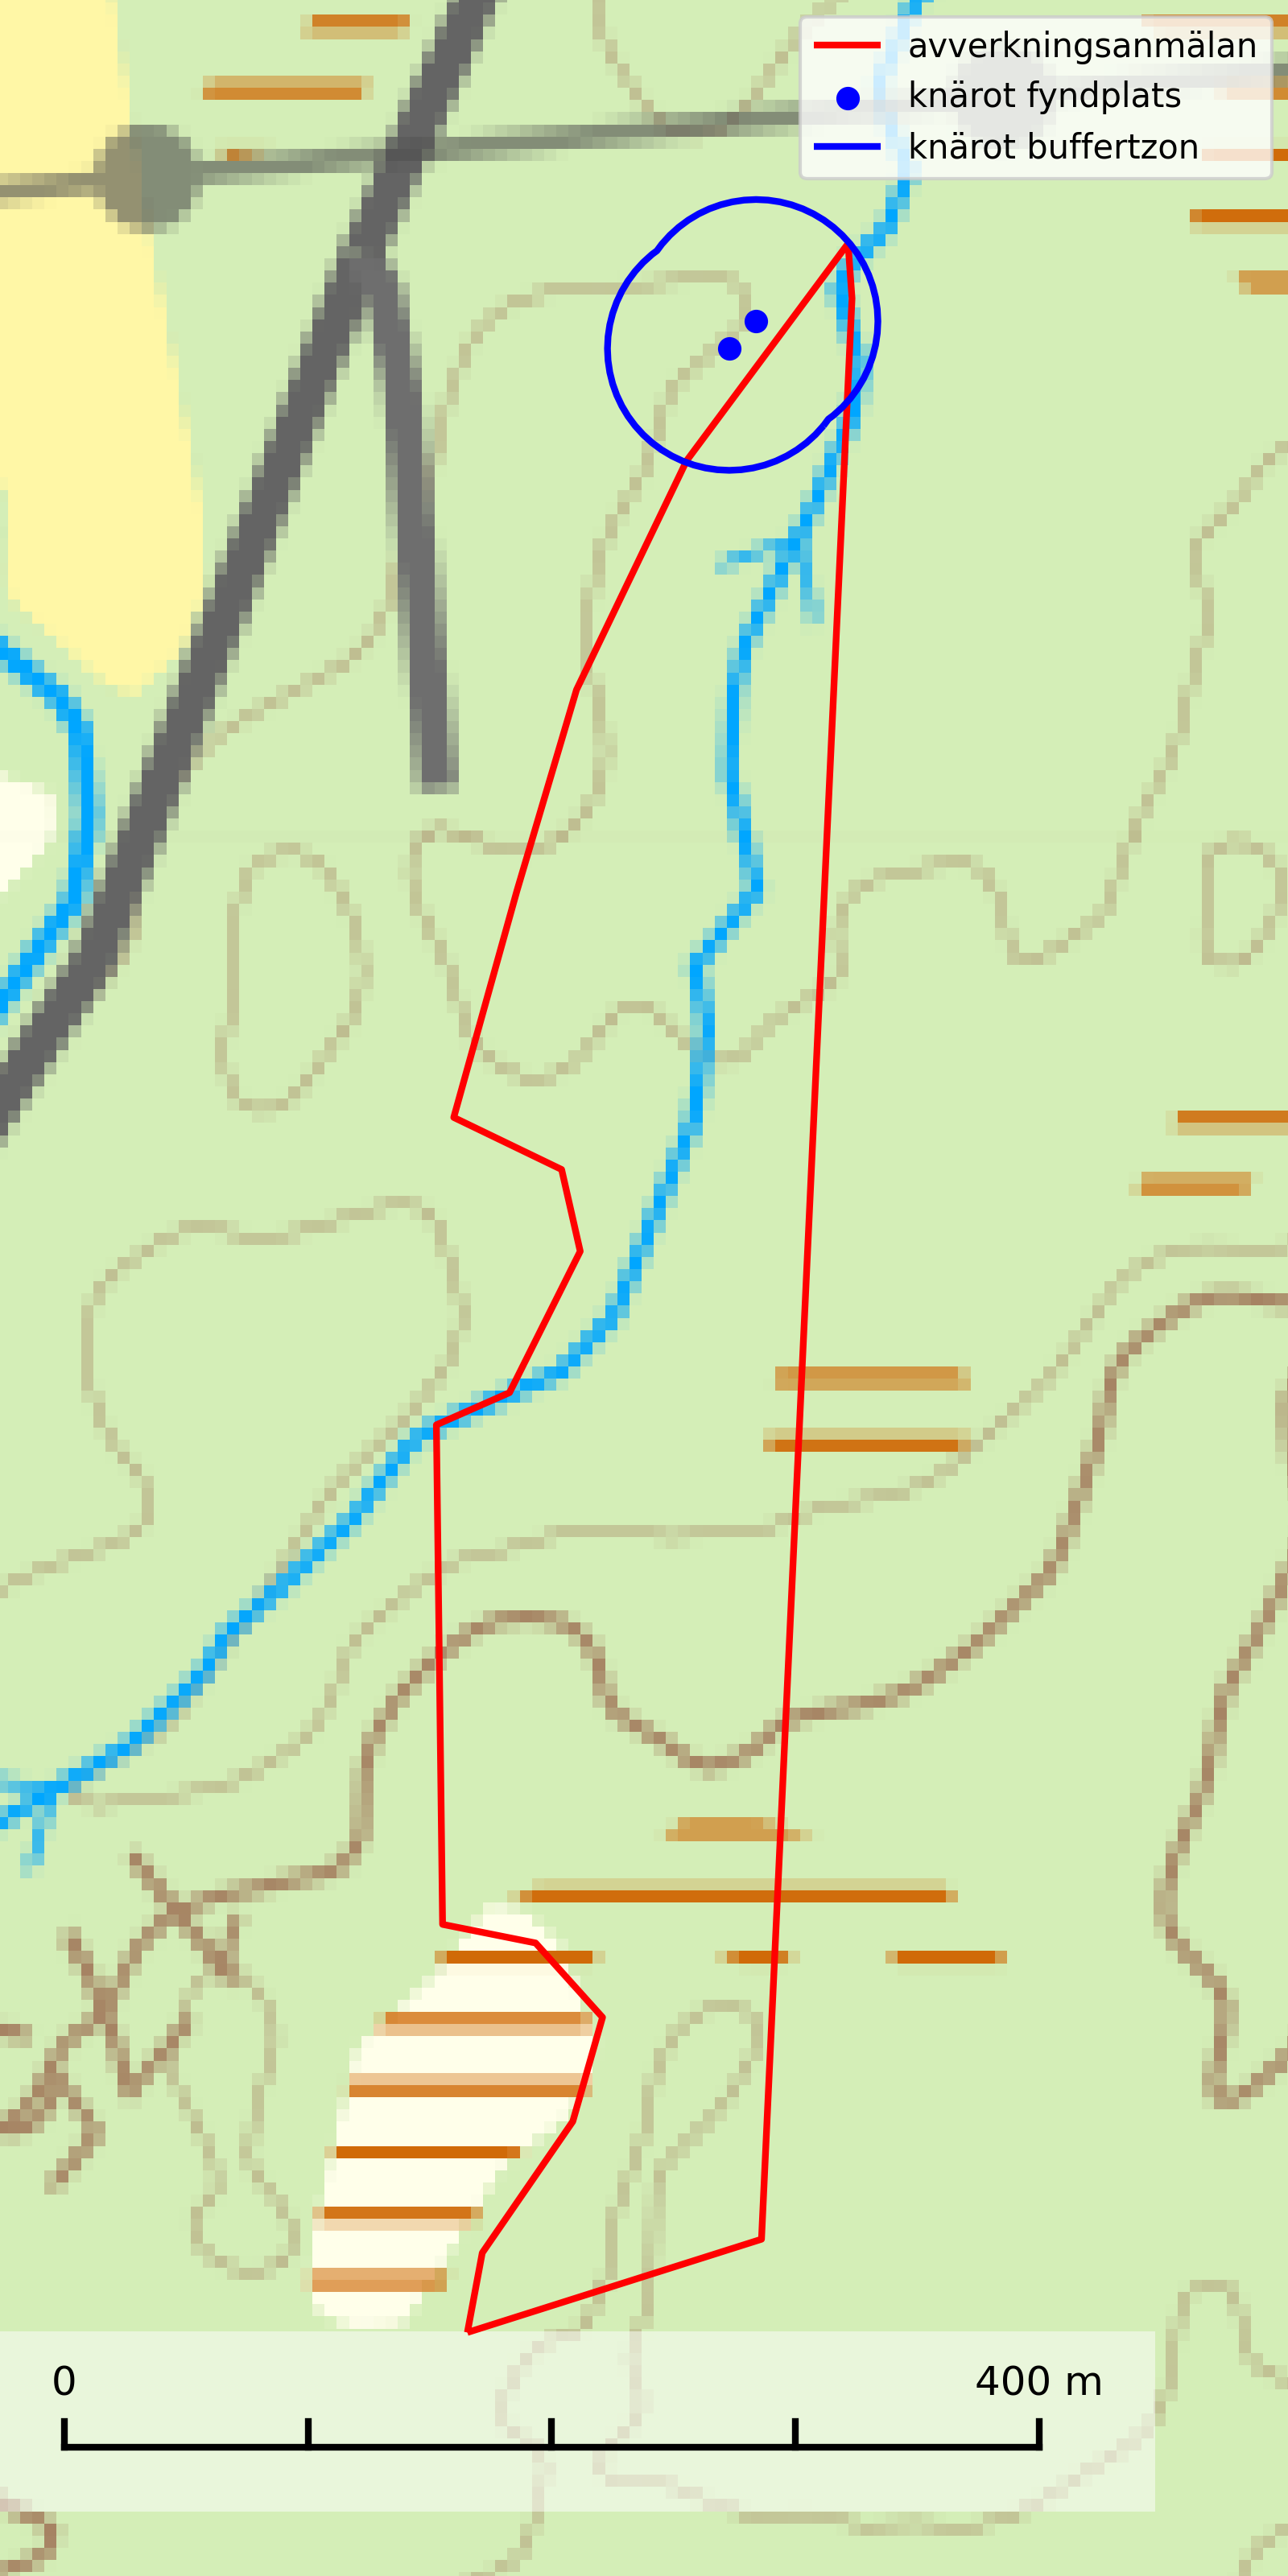 avverkningsanmälan
knärot fyndplats
knärot buffertzon
0 400 m